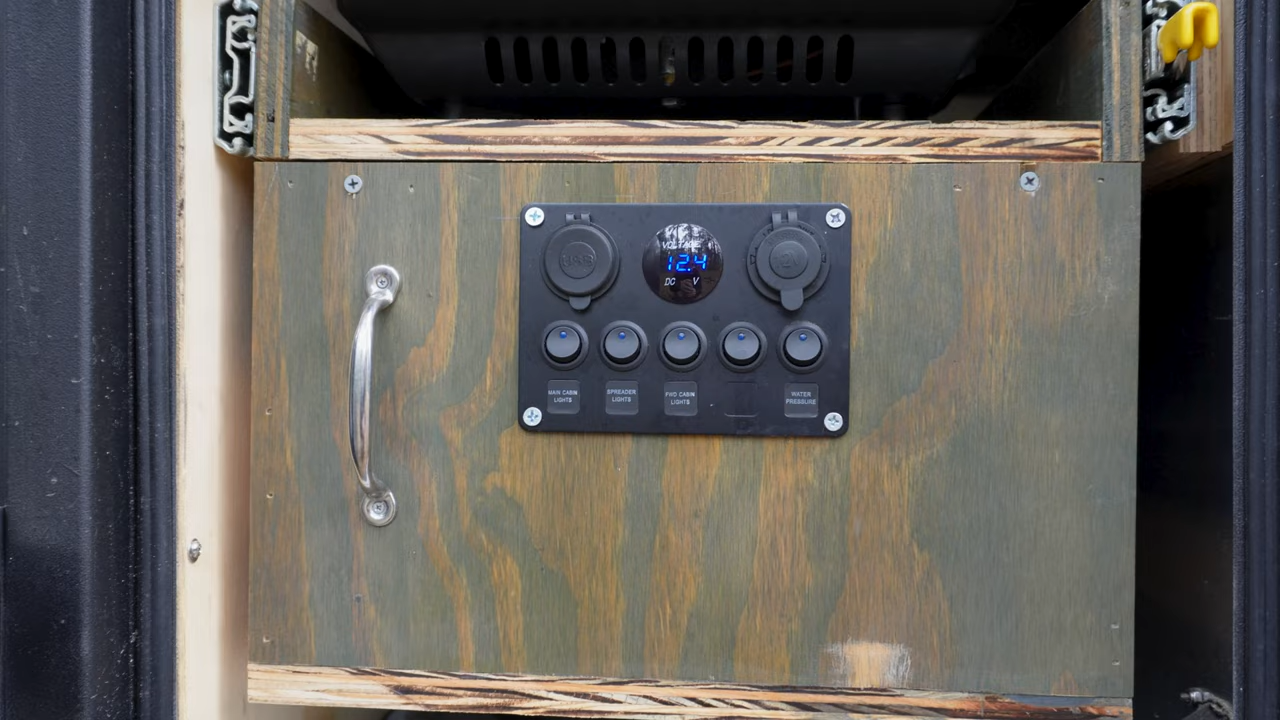 USB
VOLTAGE
12.4
DC V
12V
MAIN CABIN
LIGHTS
SPREADER
LIGHTS
FWD CABIN
LIGHTS
WATER
PRESSURE